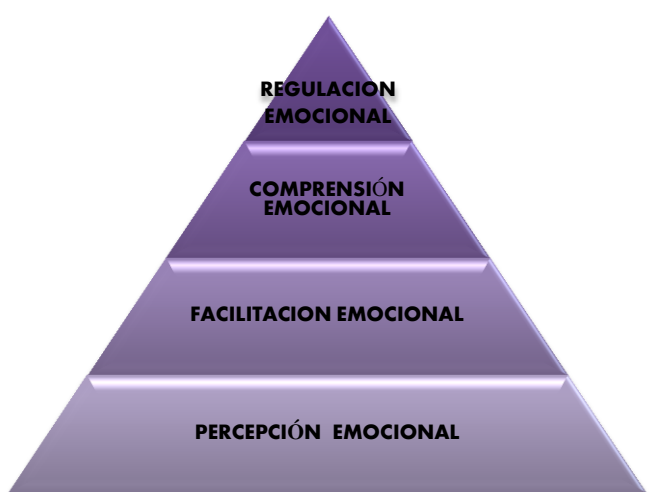 REGULACION
EMOCIONAL
COMPRENSIÓN
EMOCIONAL
FACILITACION EMOCIONAL
PERCEPCIÓN EMOCIONAL